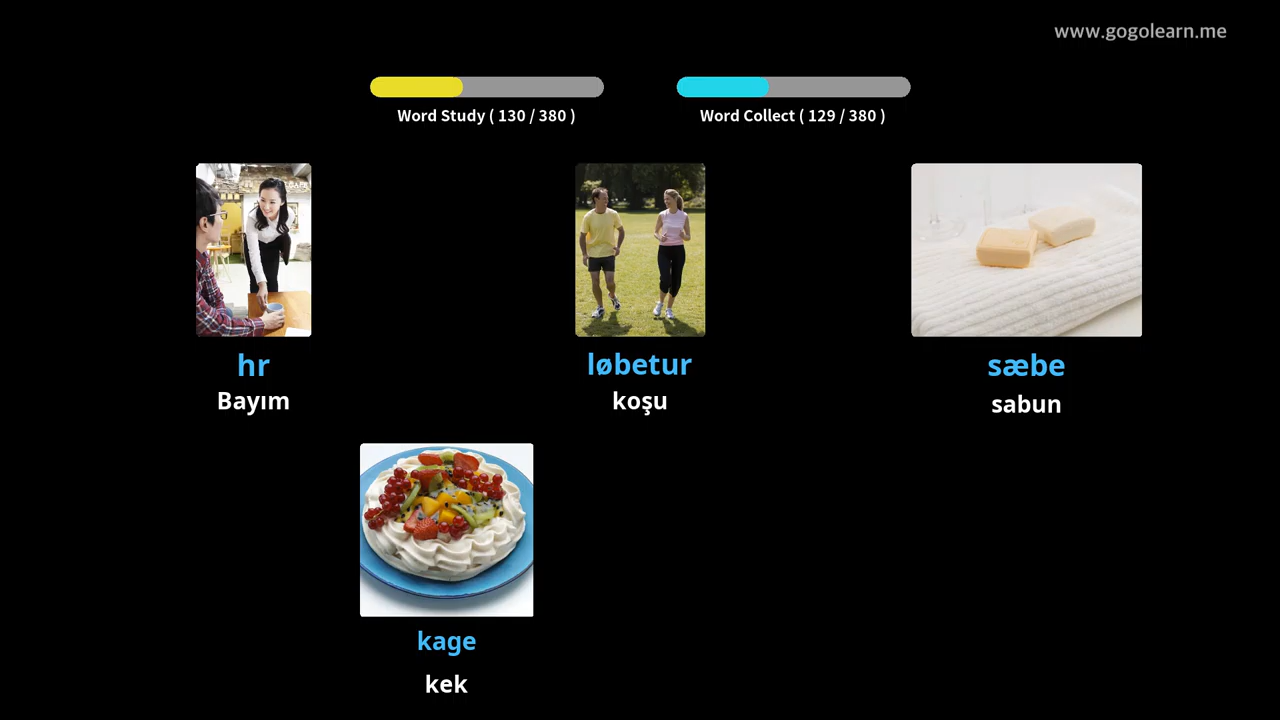 www.gogolearn.me
Word Study ( 130 / 380 )
Word Collect ( 129 / 380 )
hr
Bayım
løbetur
koşu
sæbe
sabun
kage
kek